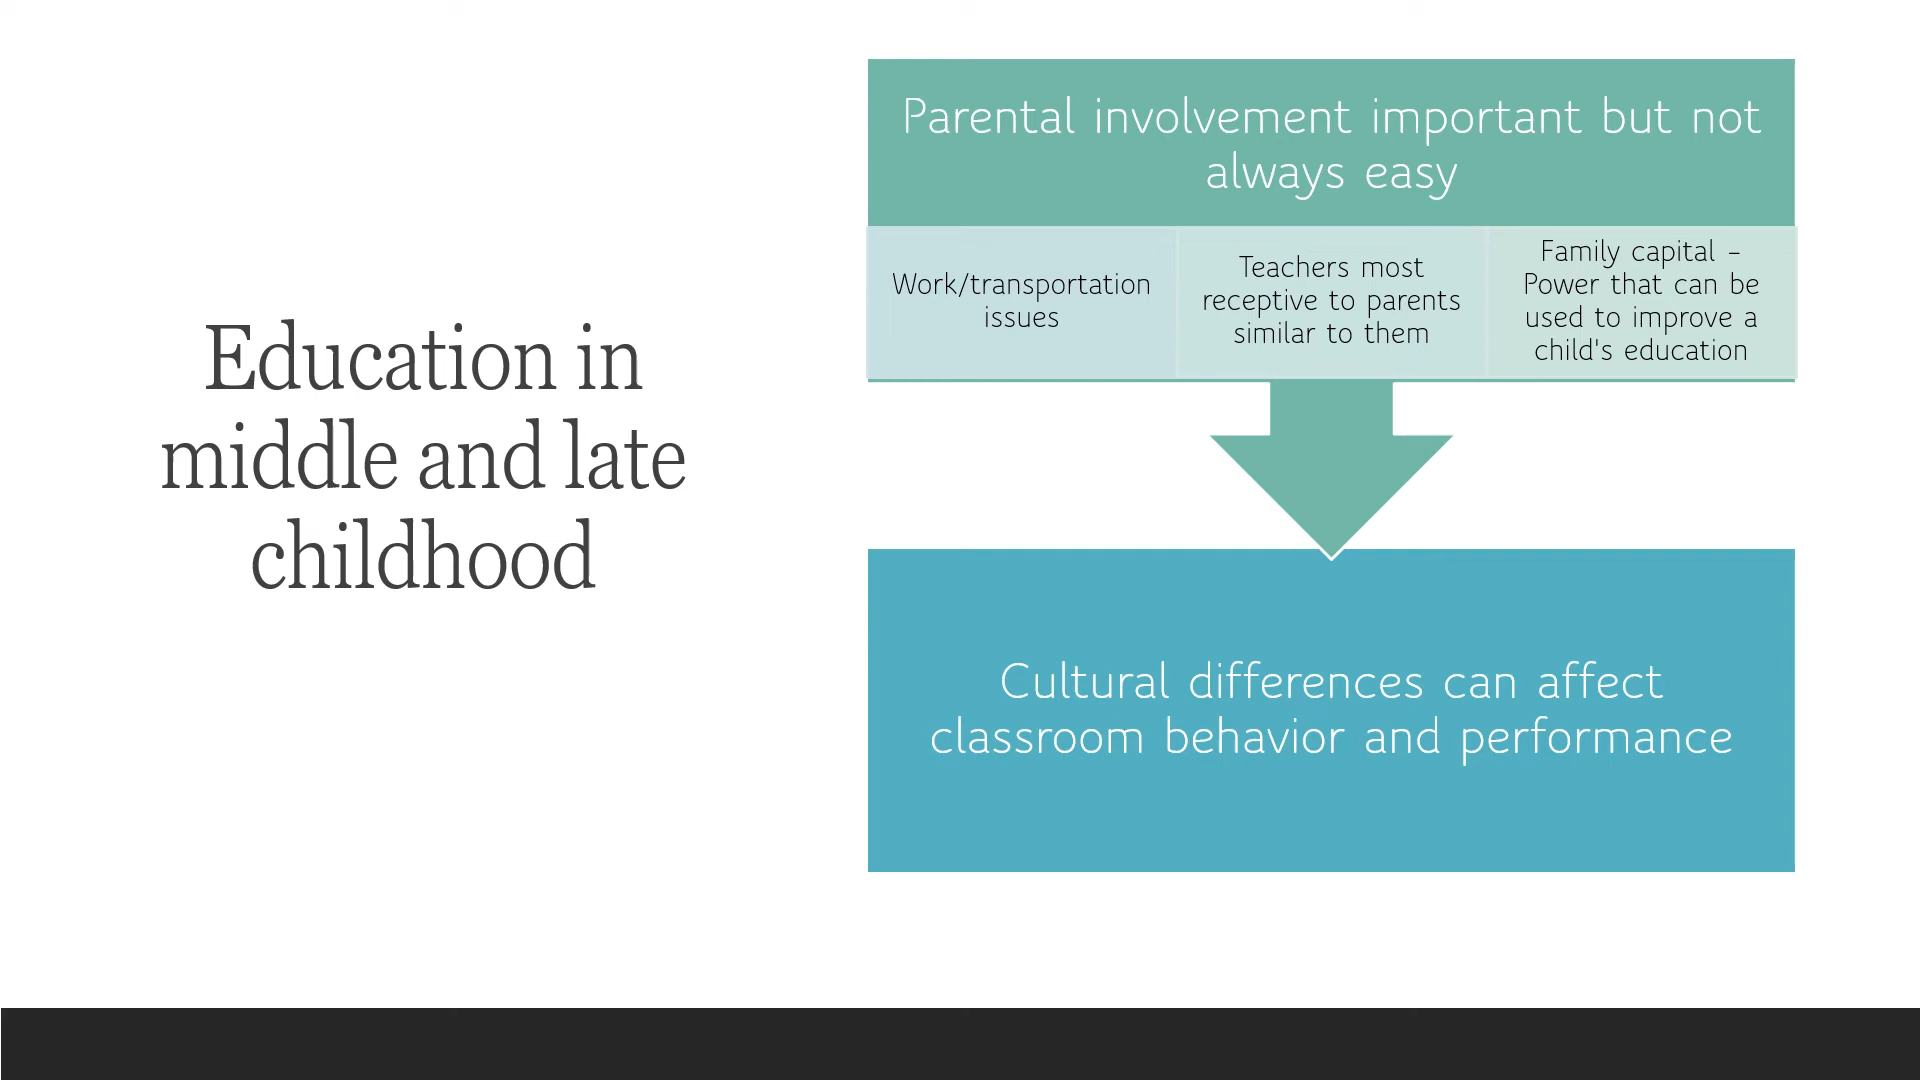 Education in
middle and late
childhood
Parental involvement important but not
always easy
Work/transportation
issues
Teachers most
receptive to parents
similar to them
Family capital –
Power that can be
used to improve a
child's education
Cultural differences can affect
classroom behavior and performance